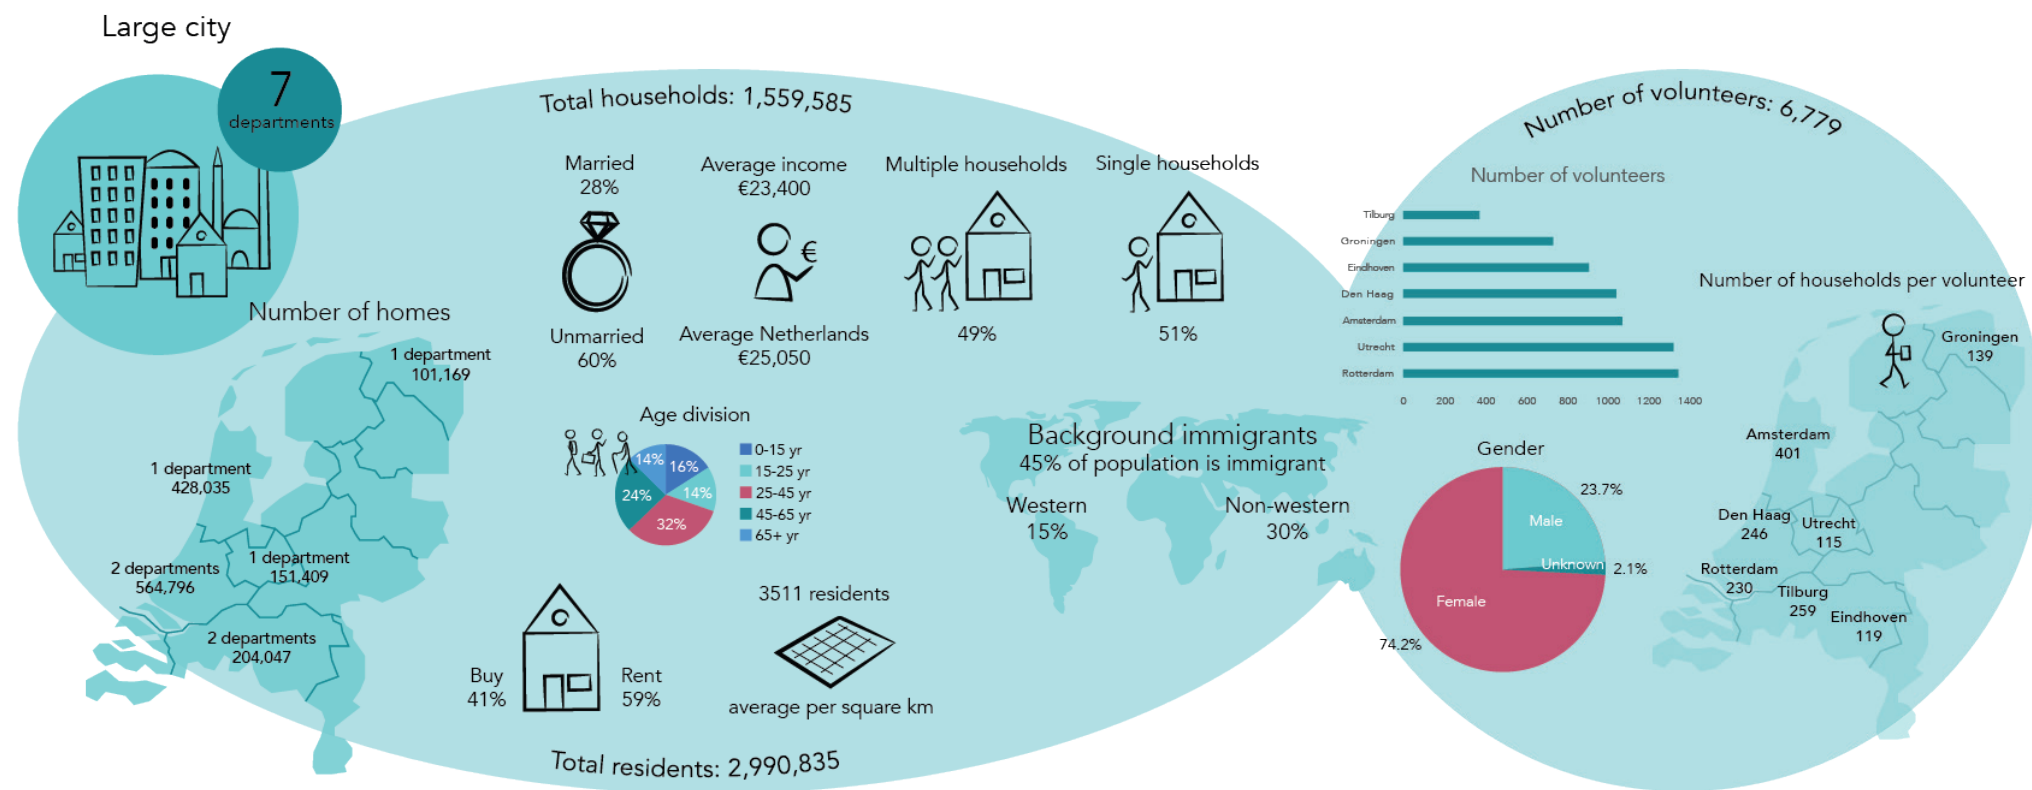 Large city
7
departments
Total households: 1,559,585
Married
28%
Unmarried
60%
Average income
€23,400
€
Average Netherlands
€25,050
Multiple households
49%
Single households
51%
Number of homes
1 department
101,169
1 department
428,035
2 departments
564,796
1 department
151,409
2 departments
204,047
Age division
14%
16%
24%
14%
32%
0-15 yr
15-25 yr
25-45 yr
45-65 yr
65+ yr
Background immigrants
45% of population is immigrant
Western
15%
Non-western
30%
Buy
41%
Rent
59%
3511 residents
average per square km
Total residents: 2,990,835
Number of volunteers: 6,779
Number of volunteers
Tilburg
Groningen
Eindhoven
Den Haag
Amsterdam
Utrecht
Rotterdam
0 200 400 600 800 1000 1200 1400
Gender
23.7%
Male
Unknown
2.1%
Female
74.2%
Number of households per volunteer
Groningen
139
Amsterdam
401
Den Haag
246
Utrecht
115
Rotterdam
230
Tilburg
259
Eindhoven
119